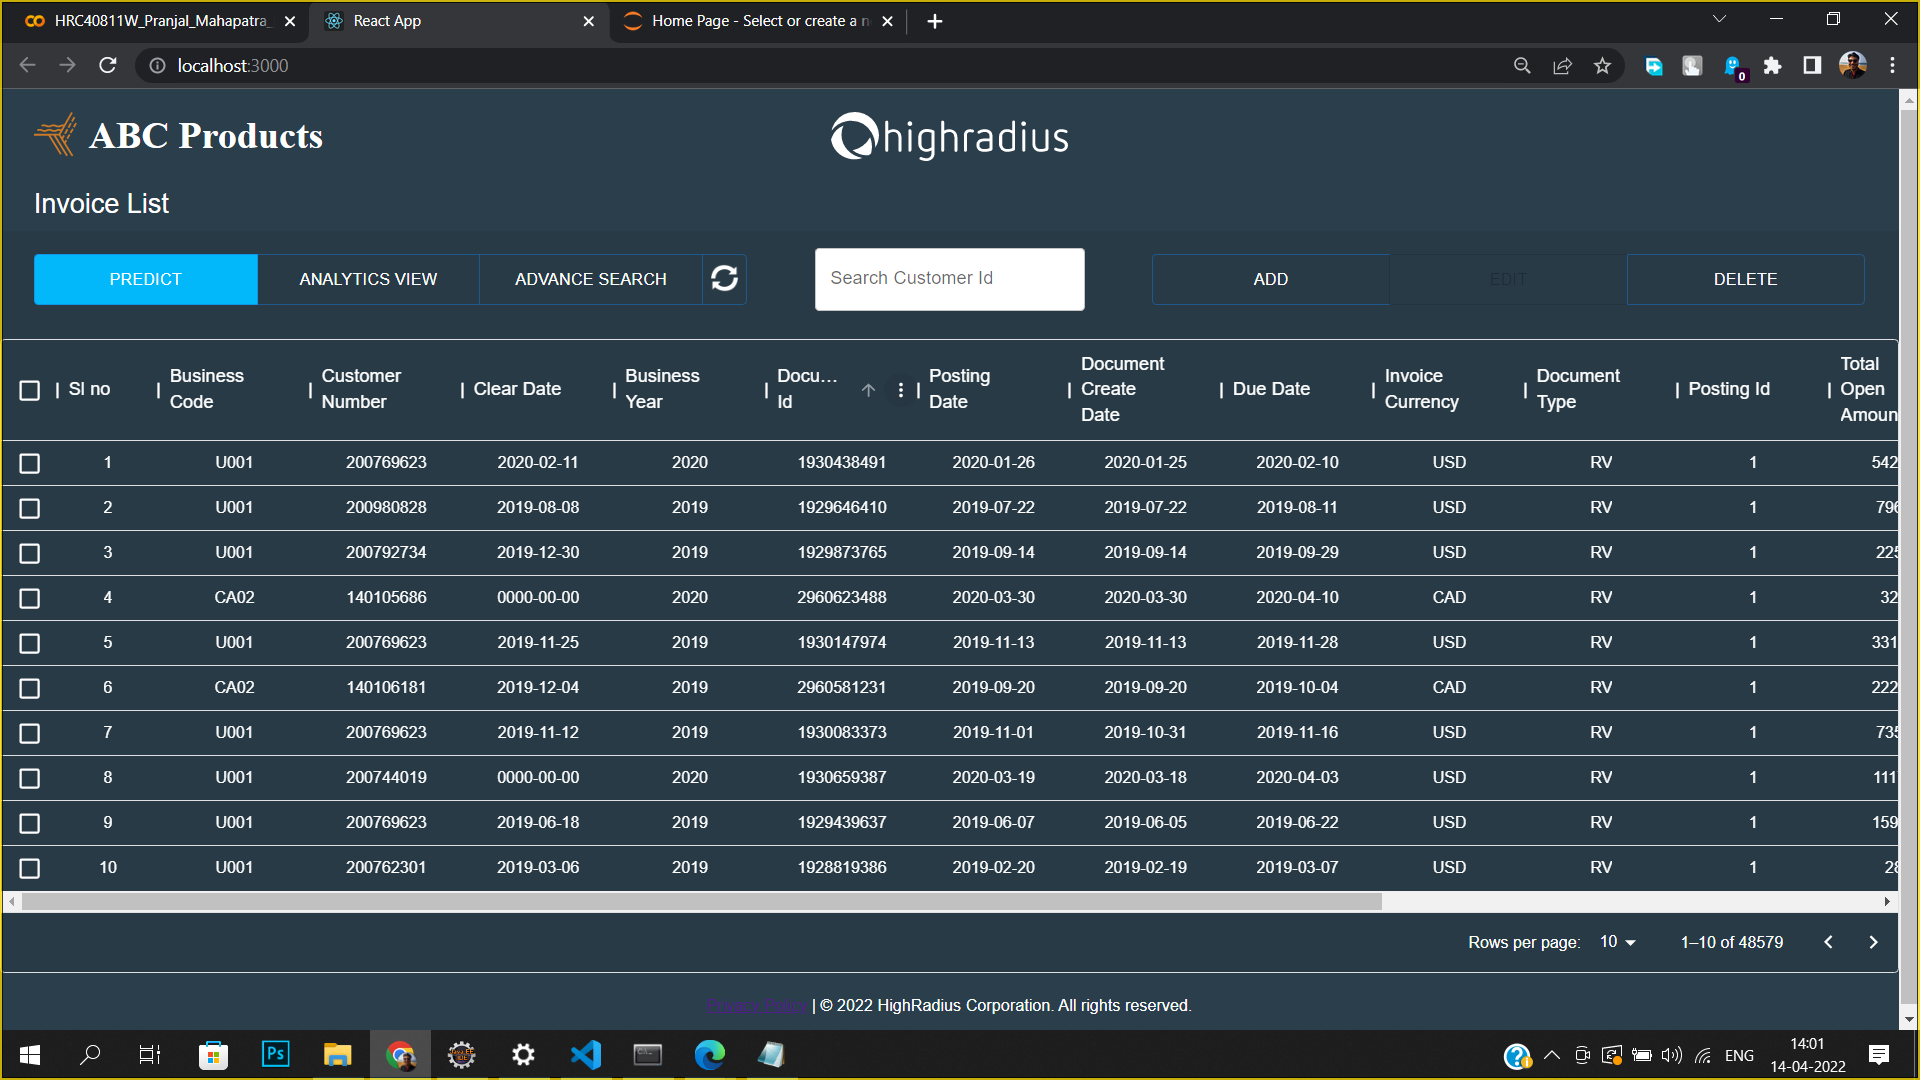 HRC40811W_Pranjal_Mahapatra_
React App
Home Page - Select or create a n
localhost:3000
0
ABC Products
highradius
Invoice List
PREDICT
ANALYTICS VIEW
ADVANCE SEARCH
Search Customer Id
ADD
EDIT
DELETE
Sl no
Business Code
Customer Number
Clear Date
Business Year
Docu... Id
Posting Date
Document Create Date
Due Date
Invoice Currency
Document Type
Posting Id
Total Open Amoun
1 U001 200769623 2020-02-11 2020 1930438491 2020-01-26 2020-01-25 2020-02-10 USD RV 1 542
2 U001 200980828 2019-08-08 2019 1929646410 2019-07-22 2019-07-22 2019-08-11 USD RV 1 796
3 U001 200792734 2019-12-30 2019 1929873765 2019-09-14 2019-09-14 2019-09-29 USD RV 1 225
4 CA02 140105686 0000-00-00 2020 2960623488 2020-03-30 2020-03-30 2020-04-10 CAD RV 1 32
5 U001 200769623 2019-11-25 2019 1930147974 2019-11-13 2019-11-13 2019-11-28 USD RV 1 331
6 CA02 140106181 2019-12-04 2019 2960581231 2019-09-20 2019-09-20 2019-10-04 CAD RV 1 222
7 U001 200769623 2019-11-12 2019 1930083373 2019-11-01 2019-10-31 2019-11-16 USD RV 1 735
8 U001 200744019 0000-00-00 2020 1930659387 2020-03-19 2020-03-18 2020-04-03 USD RV 1 111
9 U001 200769623 2019-06-18 2019 1929439637 2019-06-07 2019-06-05 2019-06-22 USD RV 1 159
10 U001 200762301 2019-03-06 2019 1928819386 2019-02-20 2019-02-19 2019-03-07 USD RV 1 28
Rows per page: 10 1–10 of 48579
Privacy Policy | © 2022 HighRadius Corporation. All rights reserved.
Ps
ENG
14:01
14-04-2022